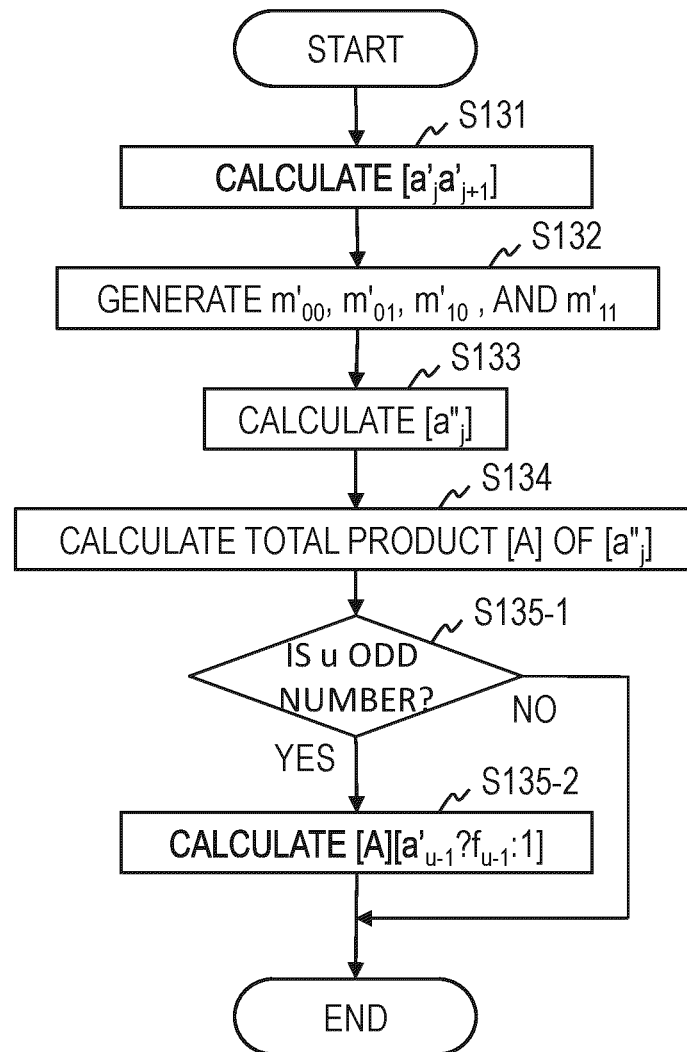 START
S131
CALCULATE [a'ja'j+1]
S132
GENERATE m'00, m'01, m'10 , AND m'11
S133
CALCULATE [a"j]
S134
CALCULATE TOTAL PRODUCT [A] OF [a"j]
S135-1
IS u ODD
NUMBER?
NO
YES
S135-2
CALCULATE [A][a'u-1?fu-1:1]
END